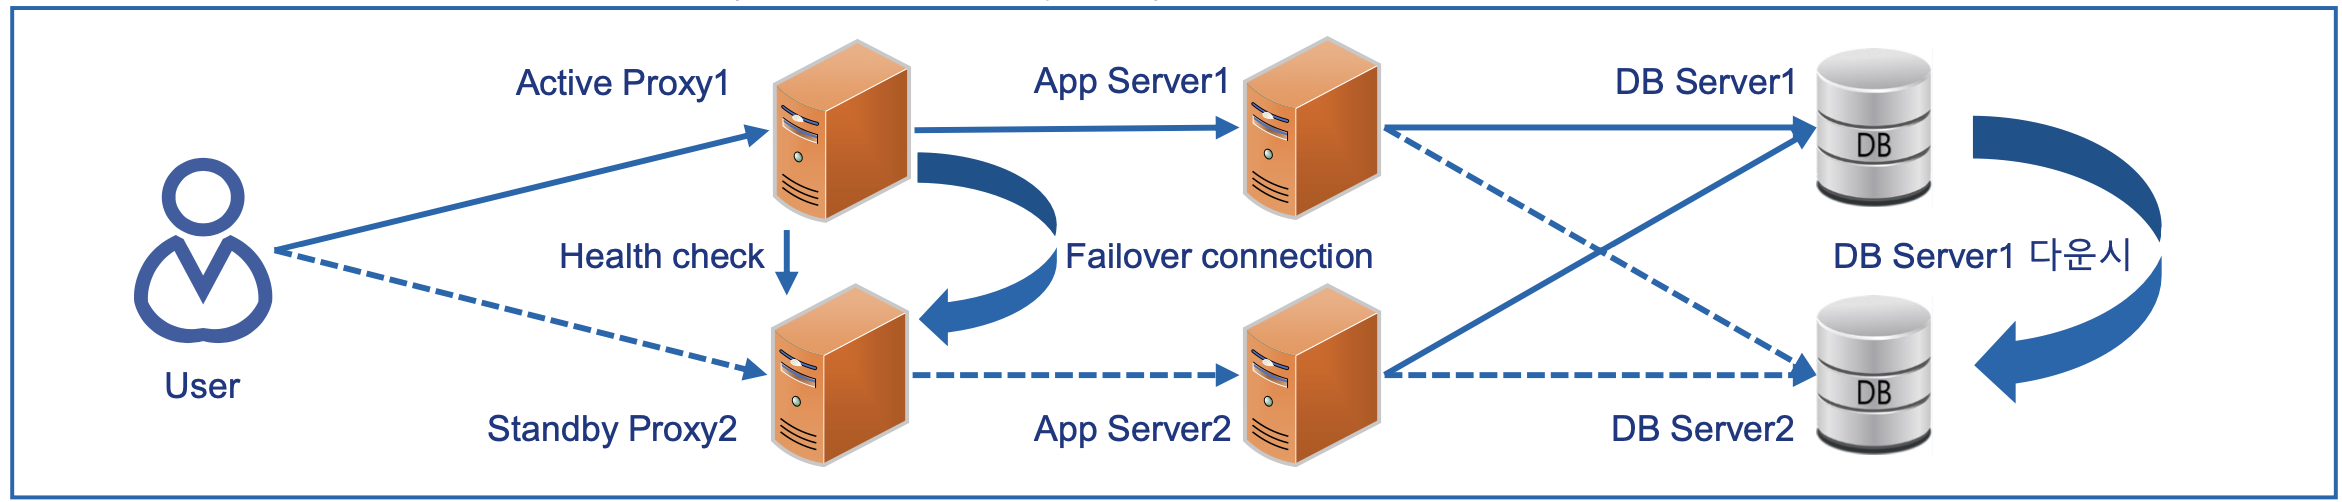 Active Proxy1
App Server1
DB Server1
DB
Health check
Failover connection
DB Server1 다운시
User
Standby Proxy2
App Server2
DB Server2
DB